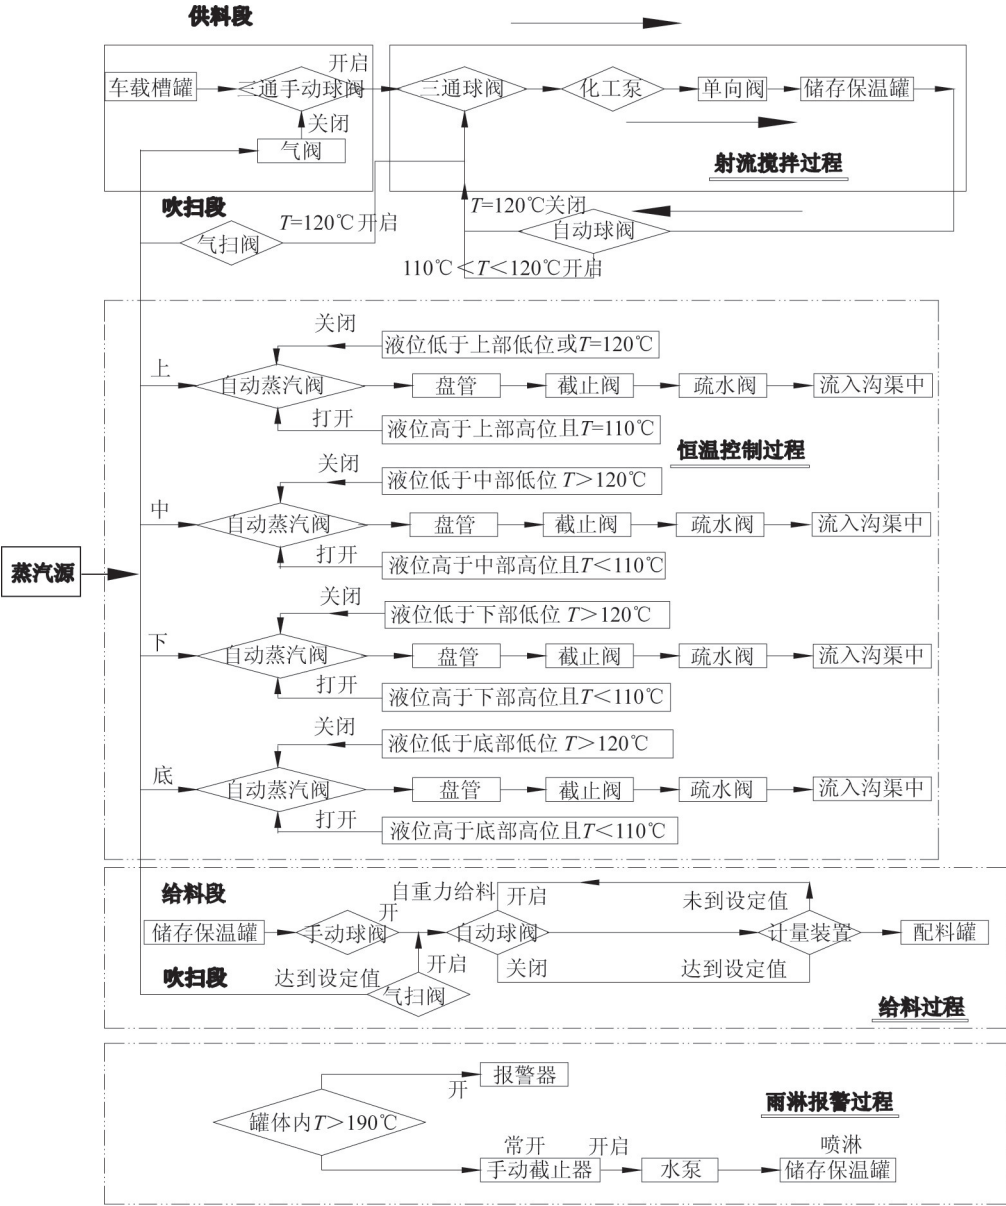 供料段
开启
车载槽罐
三通手动球阀
三通球阀
化工泵
单向阀
储存保温罐
关闭
气阀
射流搅拌过程
吹扫段
T=120℃开启
T=120℃关闭
气扫阀
自动球阀
110℃＜T＜120℃开启
关闭
液位低于上部低位或T=120℃
上
自动蒸汽阀
盘管
截止阀
疏水阀
流入沟渠中
打开
液位高于上部高位且T=110℃
恒温控制过程
关闭
液位低于中部低位 T＞120℃
中
自动蒸汽阀
盘管
截止阀
疏水阀
流入沟渠中
打开
液位高于中部高位且T＜110℃
蒸汽源
关闭
液位低于下部低位 T＞120℃
下
自动蒸汽阀
盘管
截止阀
疏水阀
流入沟渠中
打开
液位高于下部高位且T＜110℃
关闭
液位低于底部低位 T＞120℃
底
自动蒸汽阀
盘管
截止阀
疏水阀
流入沟渠中
打开
液位高于底部高位且T＜110℃
给料段
自重力给料
开启
未到设定值
开
储存保温罐
手动球阀
自动球阀
计量装置
配料罐
吹扫段
达到设定值
开启
关闭
达到设定值
气扫阀
给料过程
报警器
开
雨淋报警过程
罐体内T＞190℃
常开
开启
喷淋
手动截止器
水泵
储存保温罐